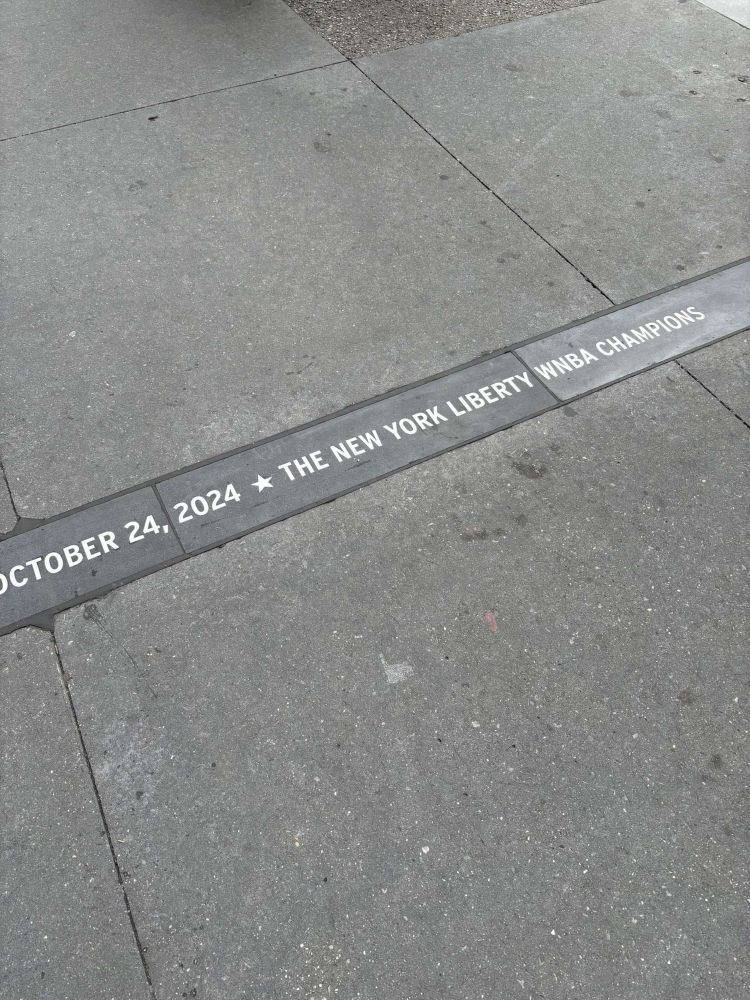 OCTOBER 24, 2024 ★ THE NEW YORK LIBERTY WNBA CHAMPIONS